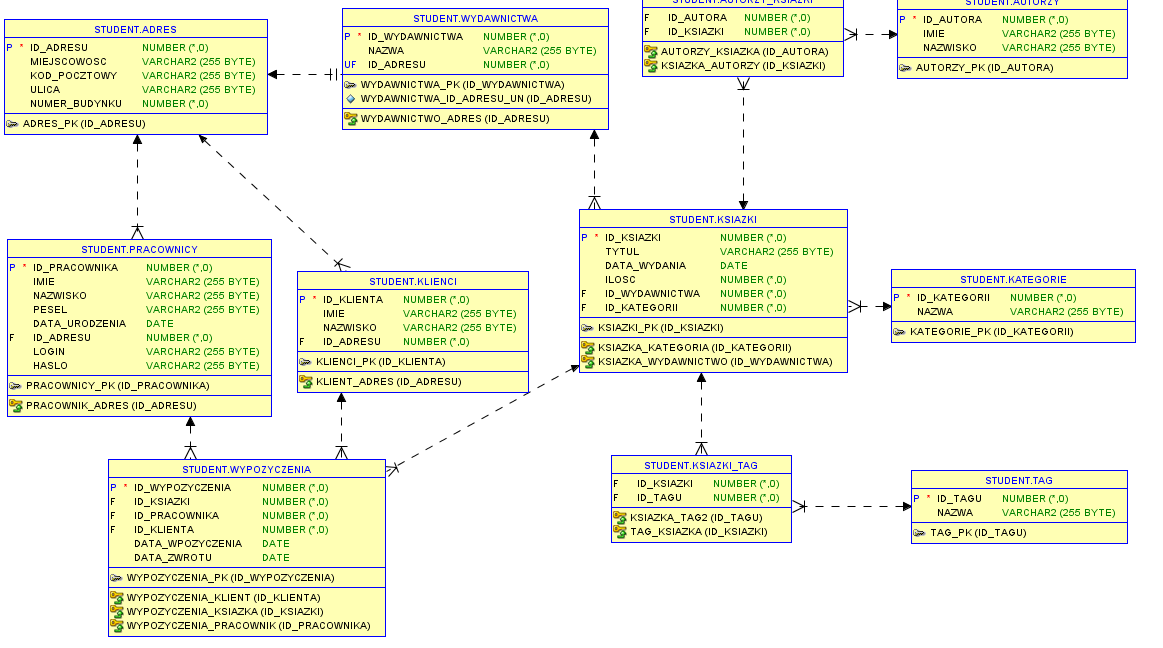 STUDENT.ADRES
P * ID_ADRESU NUMBER (*,0)
MIEJSCOWOSC VARCHAR2 (255 BYTE)
KOD_POCZTOWY VARCHAR2 (255 BYTE)
ULICA VARCHAR2 (255 BYTE)
NUMER_BUDYNKU NUMBER (*,0)
ADRES_PK (ID_ADRESU)
STUDENT.WYDAWNICTWA
P * ID_WYDAWNICTWA NUMBER (*,0)
NAZWA VARCHAR2 (255 BYTE)
UF ID_ADRESU NUMBER (*,0)
WYDAWNICTWA_PK (ID_WYDAWNICTWA)
WYDAWNICTWA_ID_ADRESU_UN (ID_ADRESU)
WYDAWNICTWO_ADRES (ID_ADRESU)
STUDENT.AUTORZY_KSIAZKI
F ID_AUTORA NUMBER (*,0)
F ID_KSIAZKI NUMBER (*,0)
AUTORZY_KSIAZKA (ID_AUTORA)
KSIAZKA_AUTORZY (ID_KSIAZKI)
STUDENT.AUTORZY
P * ID_AUTORA NUMBER (*,0)
IMIE VARCHAR2 (255 BYTE)
NAZWISKO VARCHAR2 (255 BYTE)
AUTORZY_PK (ID_AUTORA)
STUDENT.PRACOWNICY
P * ID_PRACOWNIKA NUMBER (*,0)
IMIE VARCHAR2 (255 BYTE)
NAZWISKO VARCHAR2 (255 BYTE)
PESEL VARCHAR2 (255 BYTE)
DATA_URODZENIA DATE
F ID_ADRESU NUMBER (*,0)
LOGIN VARCHAR2 (255 BYTE)
HASLO VARCHAR2 (255 BYTE)
PRACOWNICY_PK (ID_PRACOWNIKA)
PRACOWNIK_ADRES (ID_ADRESU)
STUDENT.KLIENCI
P * ID_KLIENTA NUMBER (*,0)
IMIE VARCHAR2 (255 BYTE)
NAZWISKO VARCHAR2 (255 BYTE)
F ID_ADRESU NUMBER (*,0)
KLIENCI_PK (ID_KLIENTA)
KLIENT_ADRES (ID_ADRESU)
STUDENT.KSIAZKI
P * ID_KSIAZKI NUMBER (*,0)
TYTUL VARCHAR2 (255 BYTE)
DATA_WYDANIA DATE
ILOSC NUMBER (*,0)
F ID_WYDAWNICTWA NUMBER (*,0)
F ID_KATEGORII NUMBER (*,0)
KSIAZKI_PK (ID_KSIAZKI)
KSIAZKA_KATEGORIA (ID_KATEGORII)
KSIAZKA_WYDAWNICTWO (ID_WYDAWNICTWA)
STUDENT.KATEGORIE
P * ID_KATEGORII NUMBER (*,0)
NAZWA VARCHAR2 (255 BYTE)
KATEGORIE_PK (ID_KATEGORII)
STUDENT.WYPOZYCZENIA
P * ID_WYPOZYCZENIA NUMBER (*,0)
F ID_KSIAZKI NUMBER (*,0)
F ID_PRACOWNIKA NUMBER (*,0)
F ID_KLIENTA NUMBER (*,0)
DATA_WPOZYCZENIA DATE
DATA_ZWROTU DATE
WYPOZYCZENIA_PK (ID_WYPOZYCZENIA)
WYPOZYCZENIA_KLIENT (ID_KLIENTA)
WYPOZYCZENIA_KSIAZKA (ID_KSIAZKI)
WYPOZYCZENIA_PRACOWNIK (ID_PRACOWNIKA)
STUDENT.KSIAZKI_TAG
F ID_KSIAZKI NUMBER (*,0)
F ID_TAGU NUMBER (*,0)
KSIAZKA_TAG2 (ID_TAGU)
TAG_KSIAZKA (ID_KSIAZKI)
STUDENT.TAG
P * ID_TAGU NUMBER (*,0)
NAZWA VARCHAR2 (255 BYTE)
TAG_PK (ID_TAGU)